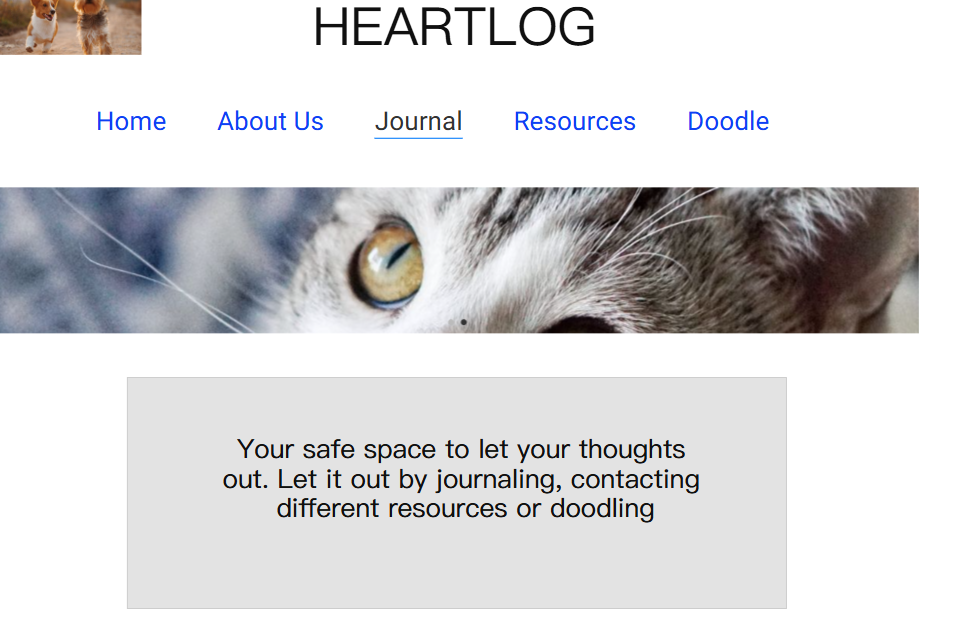 HEARTLOG
Home About Us Journal Resources Doodle
Your safe space to let your thoughts
out. Let it out by journaling, contacting
different resources or doodling